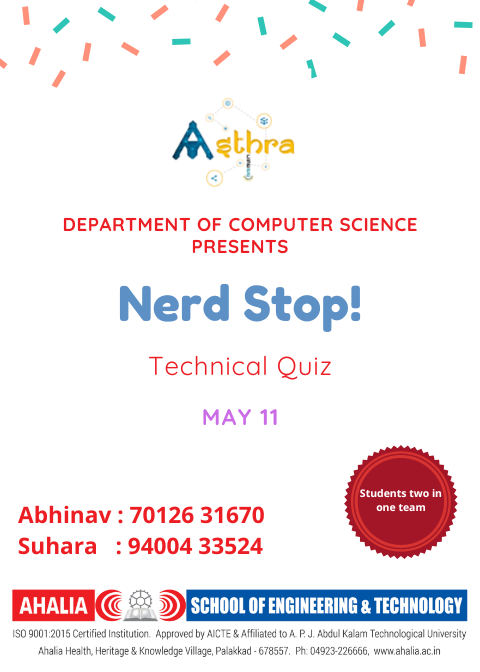 Asthra
DEPARTMENT OF COMPUTER SCIENCE
PRESENTS
Nerd Stop!
Technical Quiz
MAY 11
Students two in
one team
Abhinav : 70126 31670
Suhara : 94004 33524
AHALIA SCHOOL OF ENGINEERING & TECHNOLOGY
ISO 9001:2015 Certified Institution. Approved by AICTE & Affiliated to A. P. J. Abdul Kalam Technological University
Ahalia Health, Heritage & Knowledge Village, Palakkad - 678557. Ph: 04923-226666, www.ahalia.ac.in